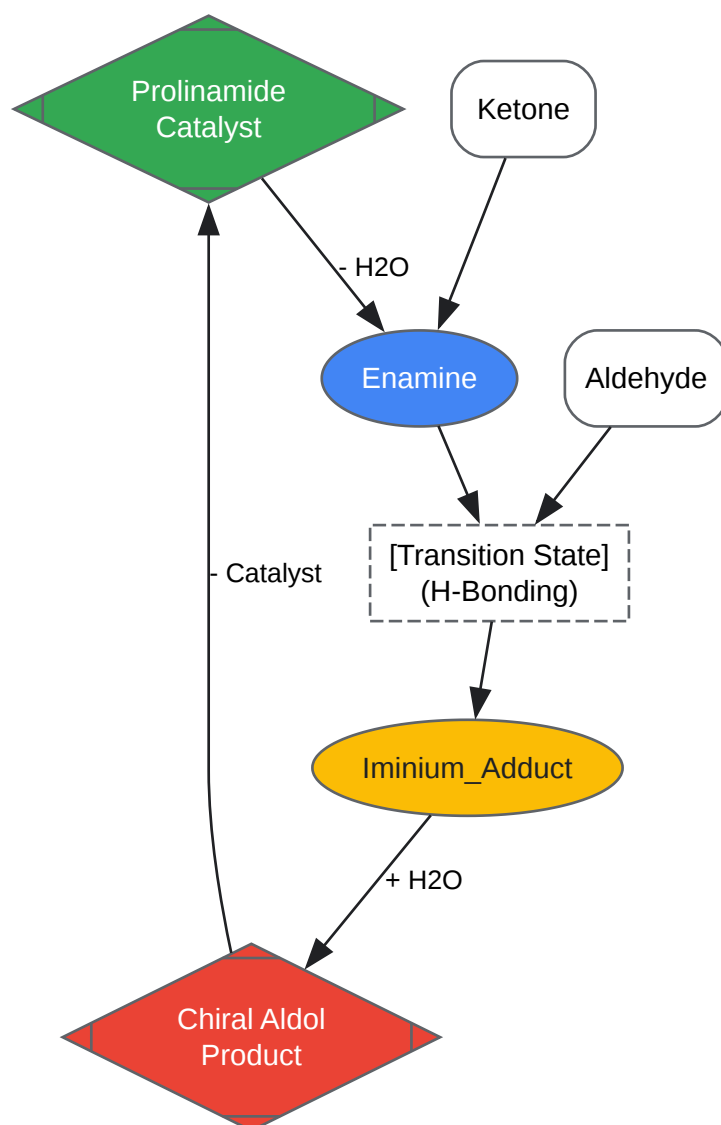 Prolinamide
Catalyst
Ketone
- H2O
Enamine
Aldehyde
[Transition State]
(H-Bonding)
- Catalyst
Iminium_Adduct
+ H2O
Chiral Aldol
Product